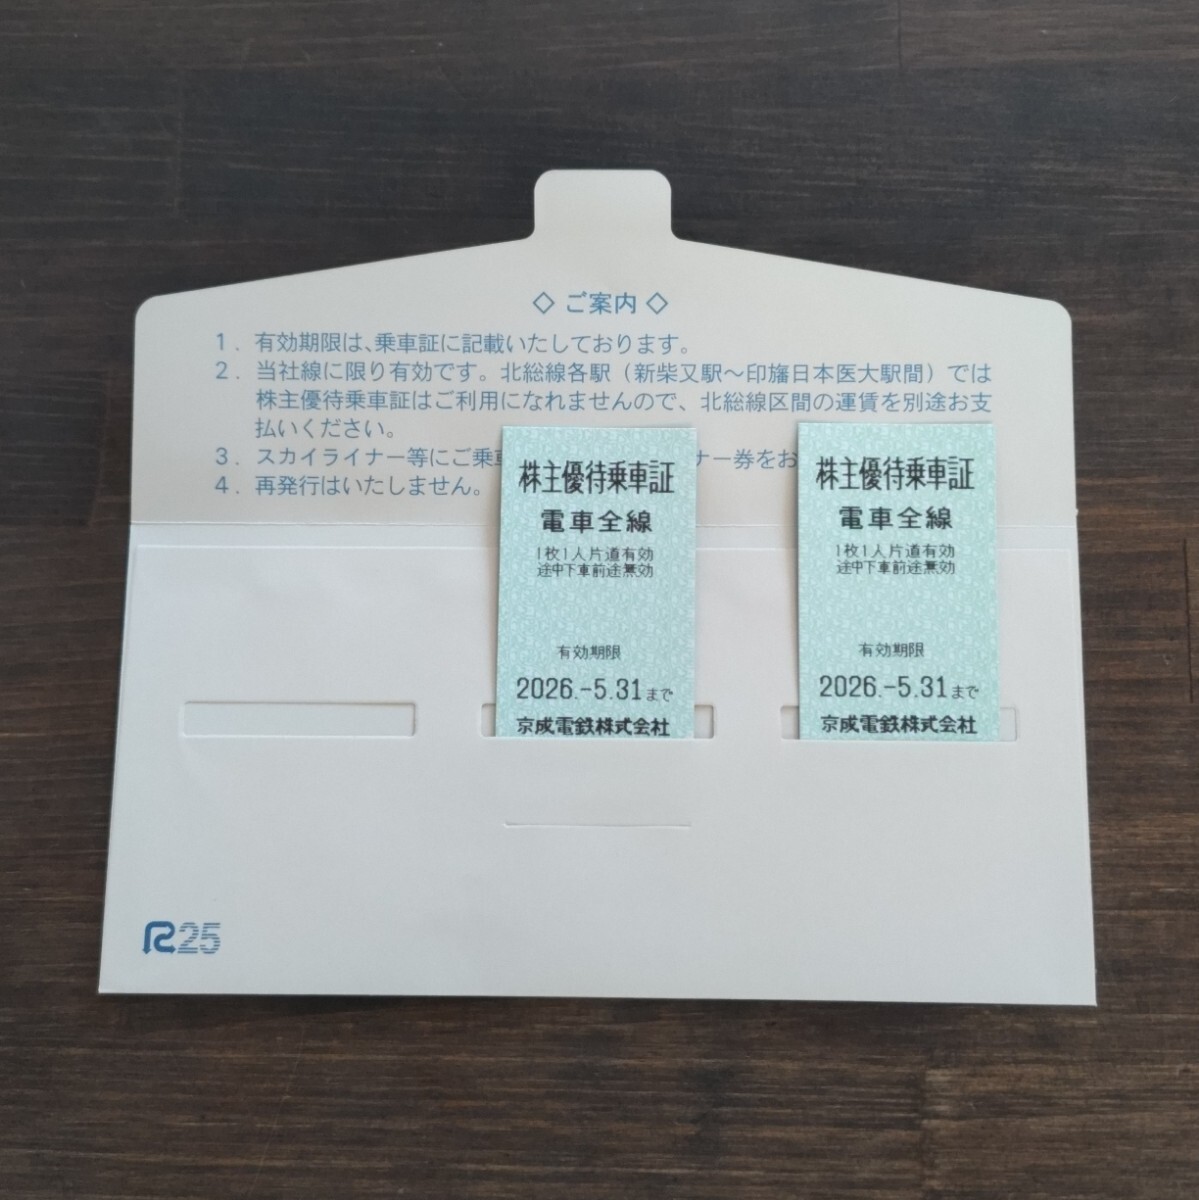 ◇ ご案内 ◇
1．有効期限は、乗車証に記載いたしております。
2．当社線に限り有効です。北総線各駅（新柴又駅～印旛日本医大駅間）では
株主優待乗車証はご利用になれませんので、北総線区間の運賃を別途お支
払いください。
3．スカイライナー等にご乗 ナー券をお
4．再発行はいたしません。
株主優待乗車証
電車全線
1枚1人片道有効
途中下車前途無効
有効期限
2026.-5.31まで
京成電鉄株式会社
株主優待乗車証
電車全線
1枚1人片道有効
途中下車前途無効
有効期限
2026.-5.31まで
京成電鉄株式会社
R25